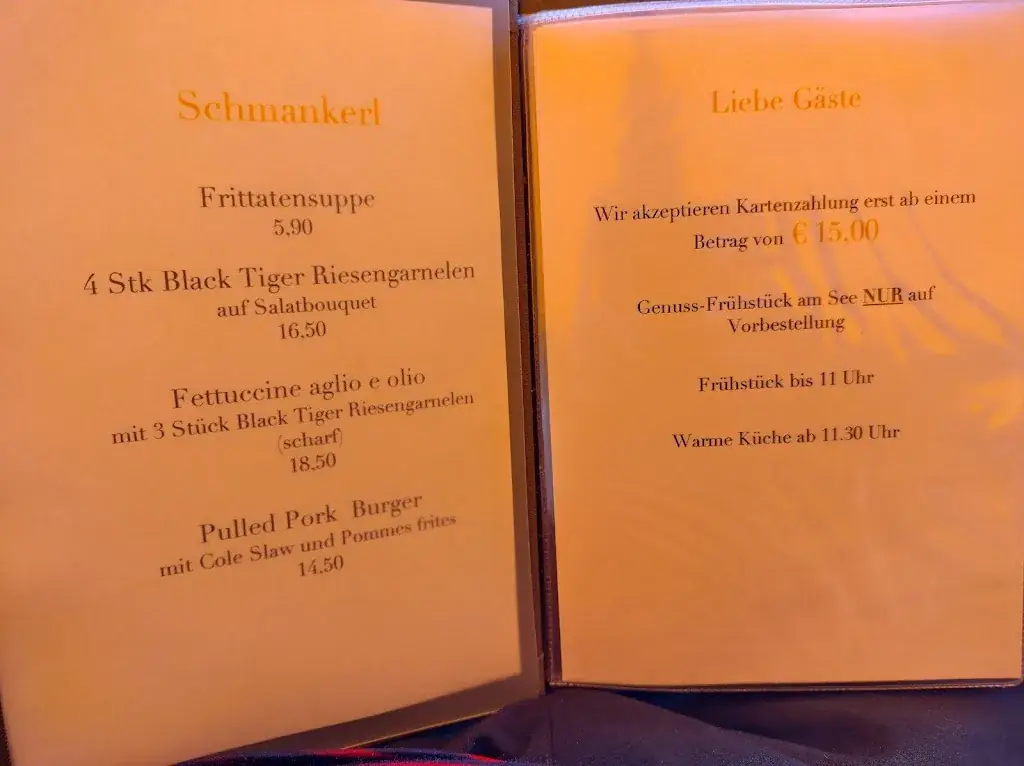 Schmankerl
Frittatensuppe
5,90
4 Stk Black Tiger Riesengarnelen
auf Salatbouquet
16,50
Fettuccine aglio e olio
mit 3 Stück Black Tiger Riesengarnelen
(scharf)
18,50
Pulled Pork Burger
mit Cole Slaw und Pommes frites
14,50
Liebe Gäste
Wir akzeptieren Kartenzahlung erst ab einem
Betrag von € 15,00
Genuss-Frühstück am See NUR auf
Vorbestellung
Frühstück bis 11 Uhr
Warme Küche ab 11.30 Uhr